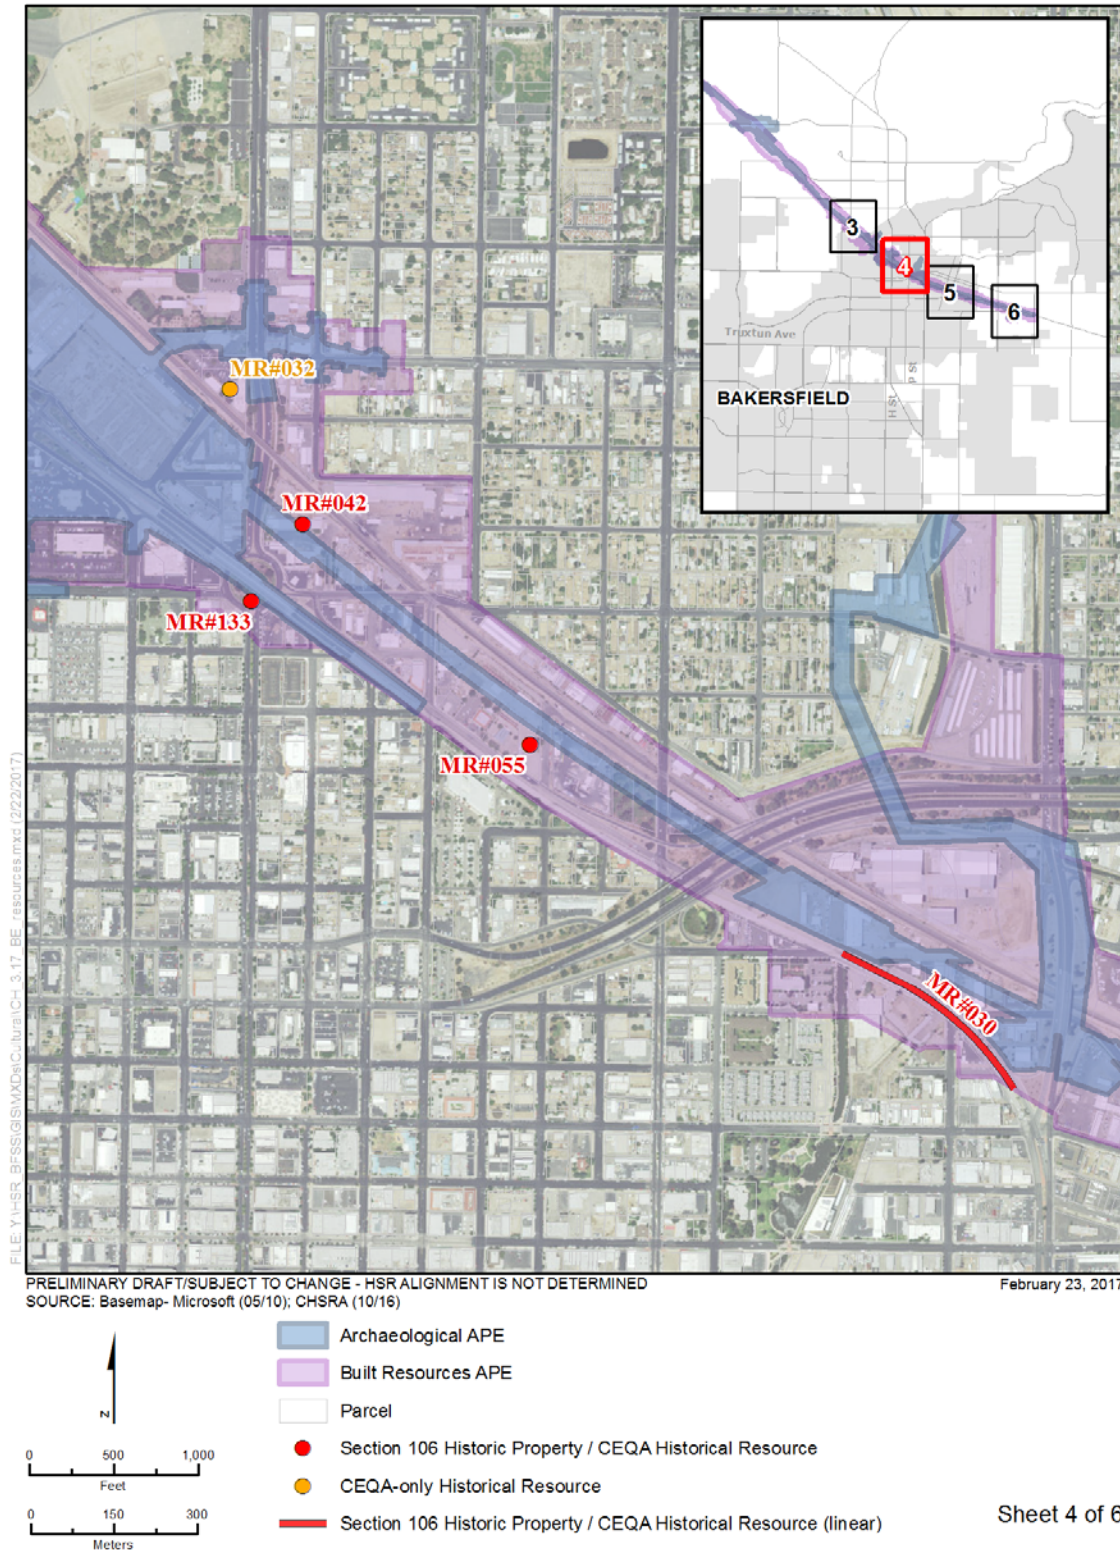 3
4
5
6
Truxtun Ave
P St
H St
BAKERSFIELD
MR#032
MR#042
MR#133
MR#055
MR#030
PRELIMINARY DRAFT/SUBJECT TO CHANGE - HSR ALIGNMENT IS NOT DETERMINED
February 23, 2017
SOURCE: Basemap- Microsoft (05/10); CHSRA (10/16)
Archaeological APE
Built Resources APE
Parcel
Section 106 Historic Property / CEQA Historical Resource
CEQA-only Historical Resource
Section 106 Historic Property / CEQA Historical Resource (linear)
N
0 500 1,000
Feet
0 150 300
Meters
Sheet 4 of 6